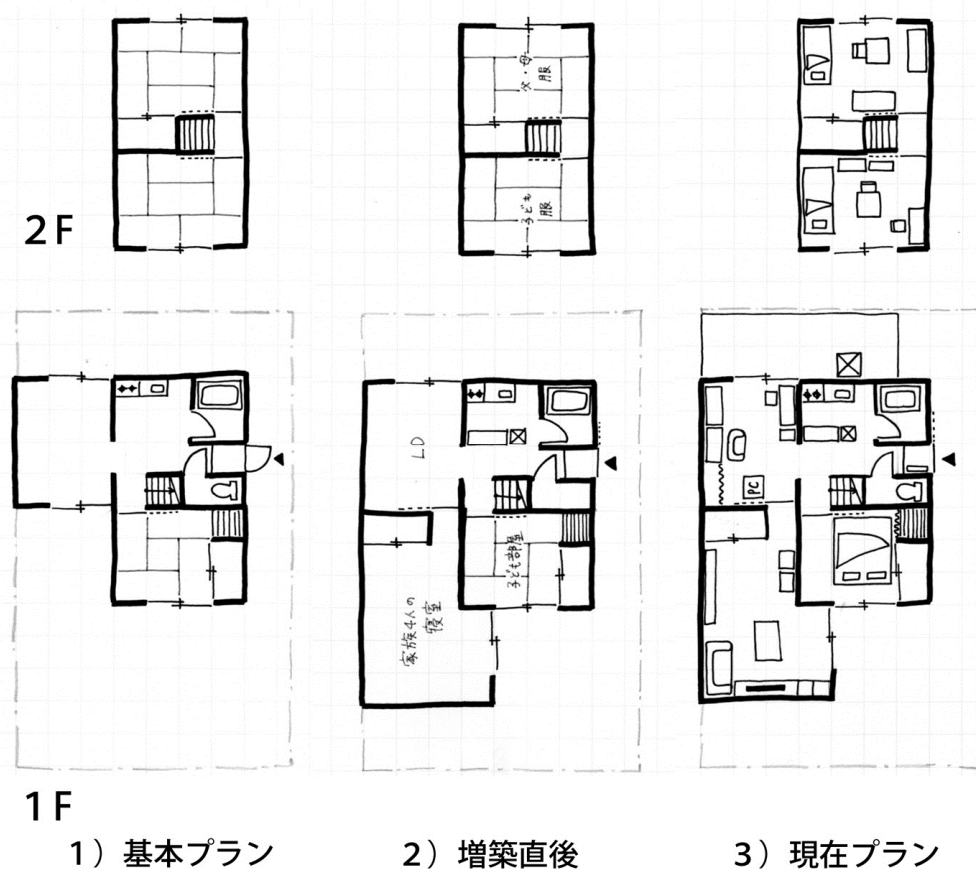 2F
父・母
服
子ども
服
LD
子ども部屋
家族4人の
寝室
PC
1F
1）基本プラン
2）増築直後
3）現在プラン